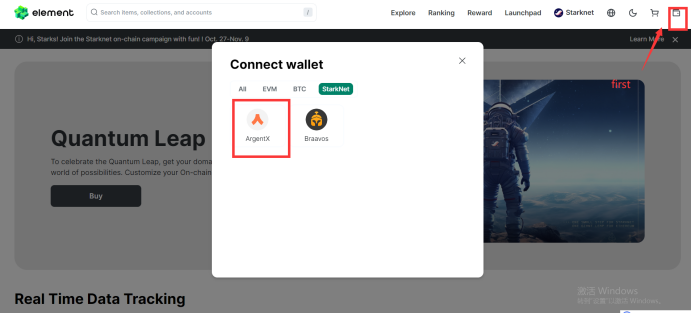 element
Search items, collections, and accounts
/
Explore
Ranking
Reward
Launchpad
Starknet
Hi, Starks! Join the Starknet on-chain campaign with fun! Oct. 27-Nov. 9
Learn More
first
Connect wallet
All
EVM
BTC
StarkNet
ArgentX
Braavos
Quantum Leap
To celebrate the Quantum Leap, get your doma
world of possibilities. Customize your On-chain
Buy
Real Time Data Tracking
激活 Windows
转到"设置"以激活 Windows。